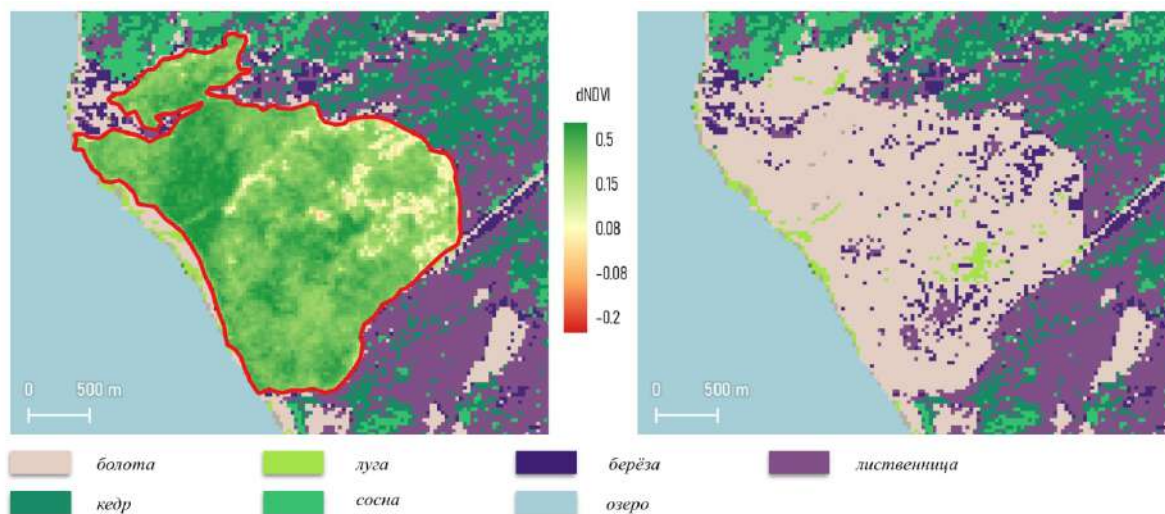 dNDVI
0.5
0.15
0.08
-0.08
-0.2
0 500 m
0 500 m
болота луга берёза лиственница
кедр сосна озеро